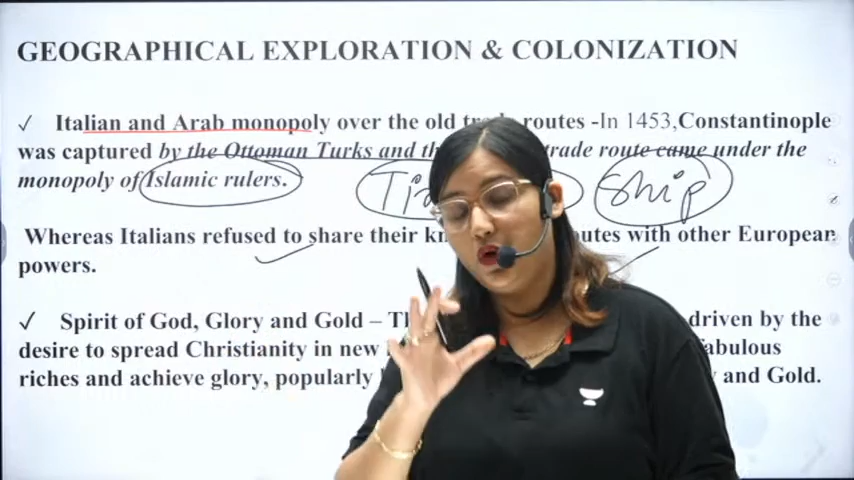 GEOGRAPHICAL EXPLORATION & COLONIZATION
✓ Italian and Arab monopoly over the old routes -In 1453,Constantinople
was captured by the Ottoman Turks and trade route came under the
monopoly of Islamic rulers.
Ship
Whereas Italians refused to share their with other European
powers.
✓ Spirit of God, Glory and Gold – driven by the
desire to spread Christianity in new fabulous
riches and achieve glory, popularly and Gold.